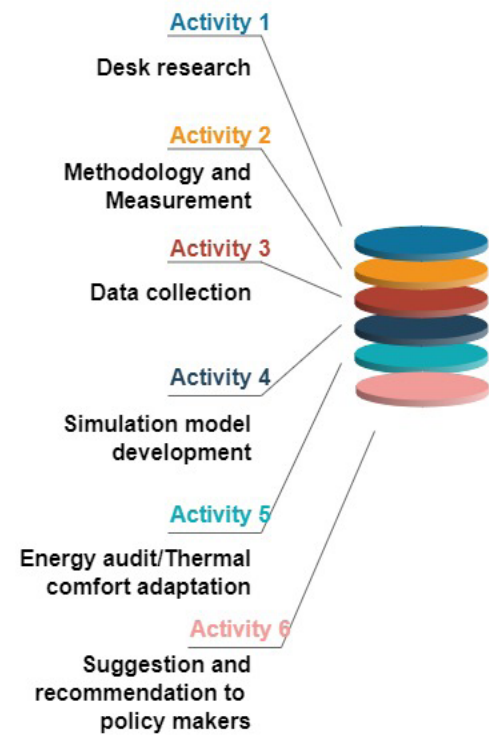 Activity 1
Desk research
Activity 2
Methodology and
Measurement
Activity 3
Data collection
Activity 4
Simulation model
development
Activity 5
Energy audit/Thermal
comfort adaptation
Activity 6
Suggestion and
recommendation to
policy makers